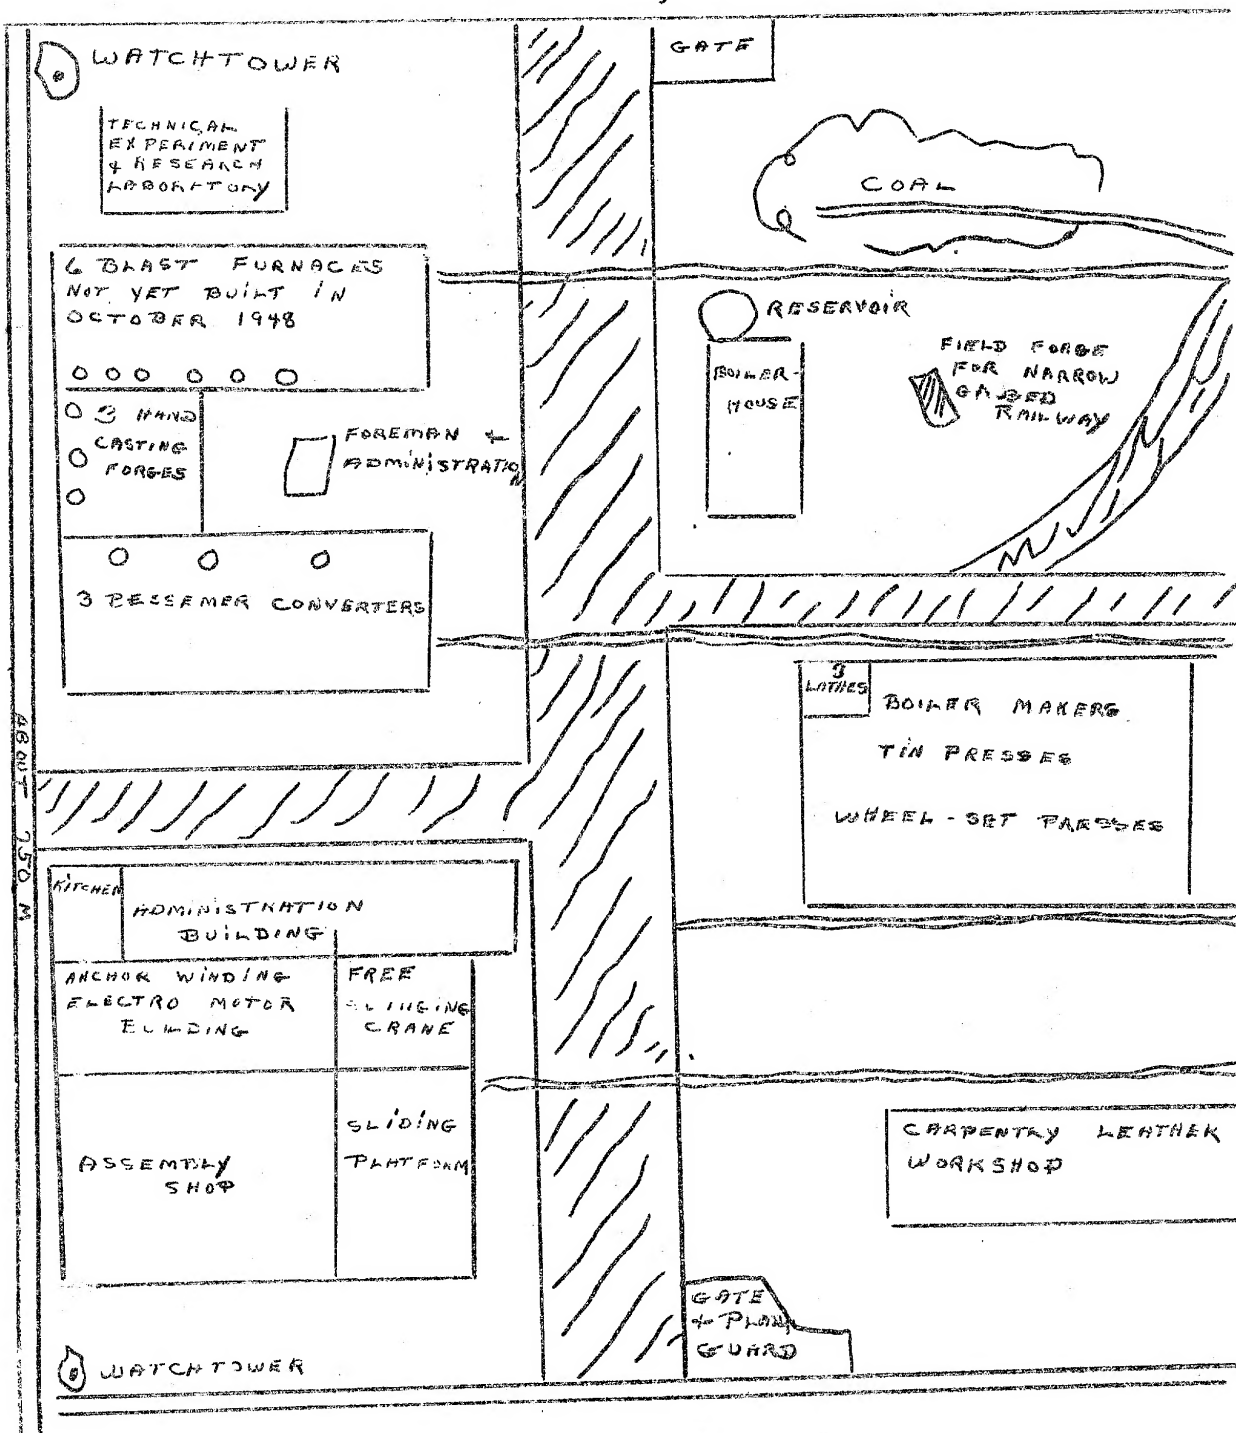 WATCHTOWER
GATE
TECHNICAL
EXPERIMENT
& RESEARCH
LABORATORY
COAL
6 BLAST FURNACES
NOT YET BUILT IN
OCTOBER 1948
RESERVOIR
BOILER-
HOUSE
FIELD FORGE
FOR NARROW
GAGED
RAILWAY
3 HAND
CASTING
FORGES
FOREMAN &
ADMINISTRATION
3 BESSEMER CONVERTERS
3
LATHES
BOILER MAKERS
TIN PRESSES
WHEEL-SET PRESSES
ABOUT 750 M
KITCHEN
ADMINISTRATION
BUILDING
ANCHOR WINDING
ELECTRO MOTOR
BUILDING
FREE
CRANE
SLIDING
PLATFORM
ASSEMBLY
SHOP
CARPENTRY LEATHER
WORKSHOP
GATE
& PLANT
GUARD
WATCHTOWER